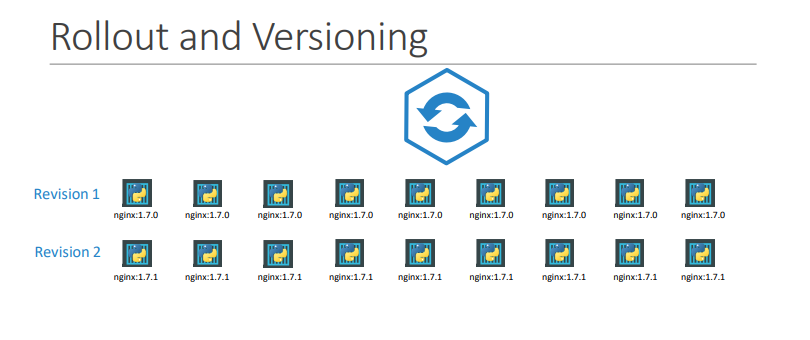 Rollout and Versioning
Revision 1
nginx:1.7.0 nginx:1.7.0 nginx:1.7.0 nginx:1.7.0 nginx:1.7.0 nginx:1.7.0 nginx:1.7.0 nginx:1.7.0 nginx:1.7.0
Revision 2
nginx:1.7.1 nginx:1.7.1 nginx:1.7.1 nginx:1.7.1 nginx:1.7.1 nginx:1.7.1 nginx:1.7.1 nginx:1.7.1 nginx:1.7.1